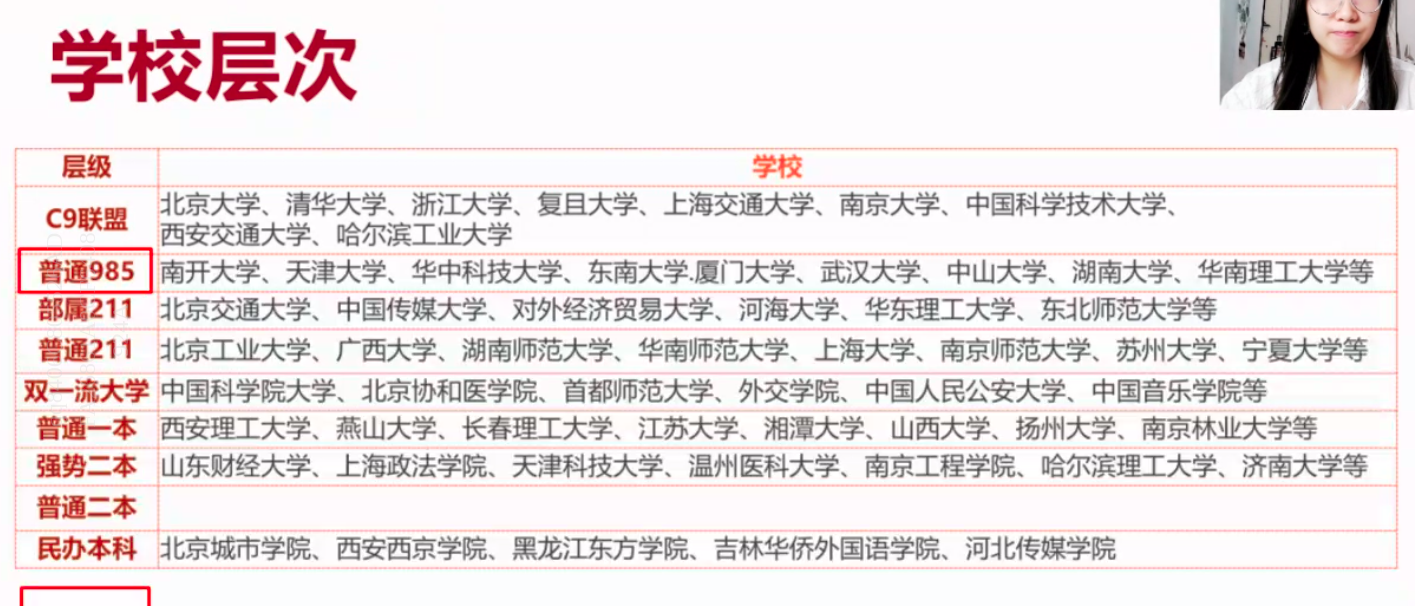 学校层次
层级 学校
C9联盟 北京大学、清华大学、浙江大学、复旦大学、上海交通大学、南京大学、中国科学技术大学、
西安交通大学、哈尔滨工业大学
普通985 南开大学、天津大学、华中科技大学、东南大学.厦门大学、武汉大学、中山大学、湖南大学、华南理工大学等
部属211 北京交通大学、中国传媒大学、对外经济贸易大学、河海大学、华东理工大学、东北师范大学等
普通211 北京工业大学、广西大学、湖南师范大学、华南师范大学、上海大学、南京师范大学、苏州大学、宁夏大学等
双一流大学 中国科学院大学、北京协和医学院、首都师范大学、外交学院、中国人民公安大学、中国音乐学院等
普通一本 西安理工大学、燕山大学、长春理工大学、江苏大学、湘潭大学、山西大学、扬州大学、南京林业大学等
强势二本 山东财经大学、上海政法学院、天津科技大学、温州医科大学、南京工程学院、哈尔滨理工大学、济南大学等
普通二本
民办本科 北京城市学院、西安西京学院、黑龙江东方学院、吉林华侨外国语学院、河北传媒学院